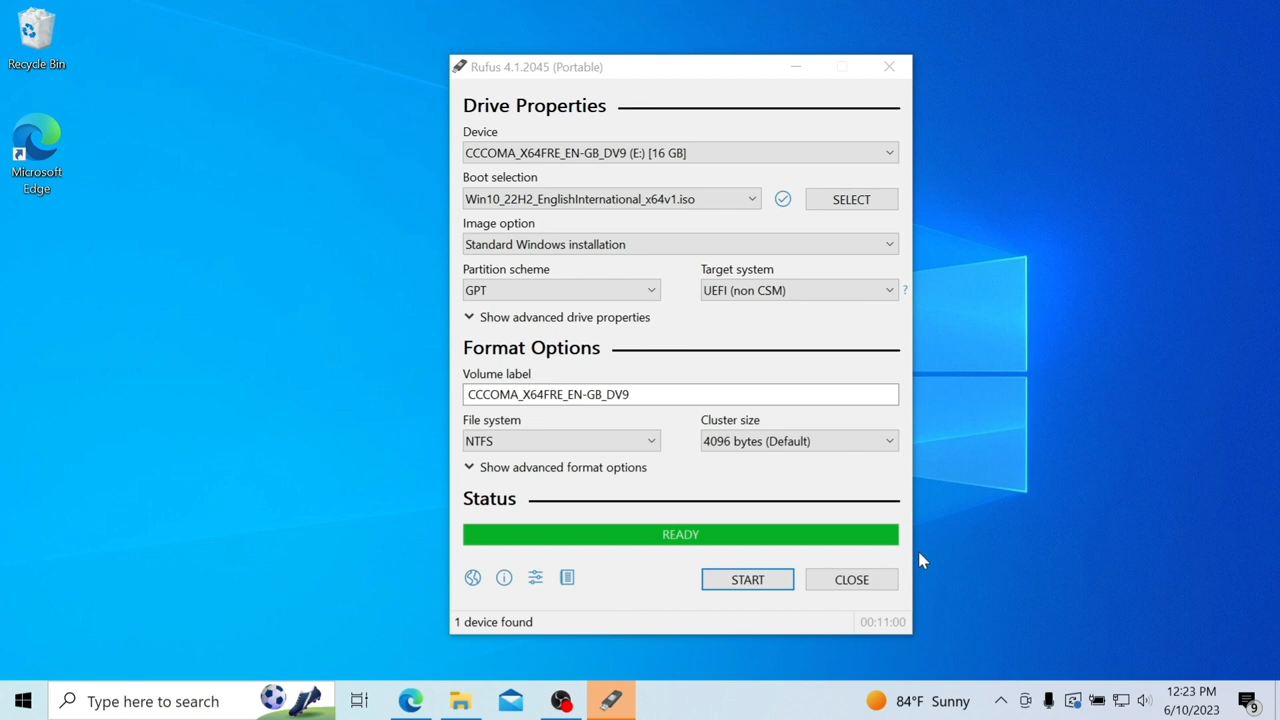 Recycle Bin
Microsoft
Edge
Rufus 4.1.2045 (Portable)
Drive Properties
Device
CCCOMA_X64FRE_EN-GB_DV9 (E:) [16 GB]
Boot selection
Win10_22H2_EnglishInternational_x64v1.iso
SELECT
Image option
Standard Windows installation
Partition scheme
Target system
GPT
UEFI (non CSM)
?
Show advanced drive properties
Format Options
Volume label
CCCOMA_X64FRE_EN-GB_DV9
File system
Cluster size
NTFS
4096 bytes (Default)
Show advanced format options
Status
READY
START
CLOSE
1 device found
00:11:00
Type here to search
84°F Sunny
12:23 PM
6/10/2023
9